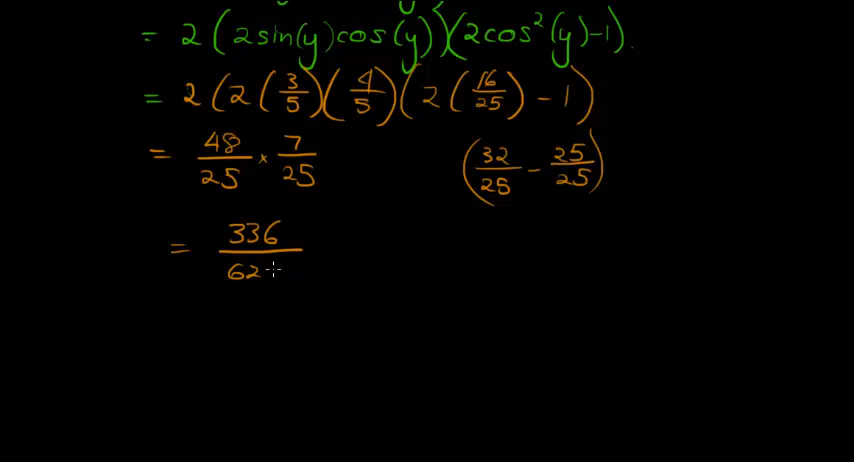 = 2 (2sin(y)cos(y))(2cos²(y)-1).
= 2 (2 (3/5)(4/5)(2(16/25) - 1)
= 48/25 × 7/25 (32/25 - 25/25)
= 336/62